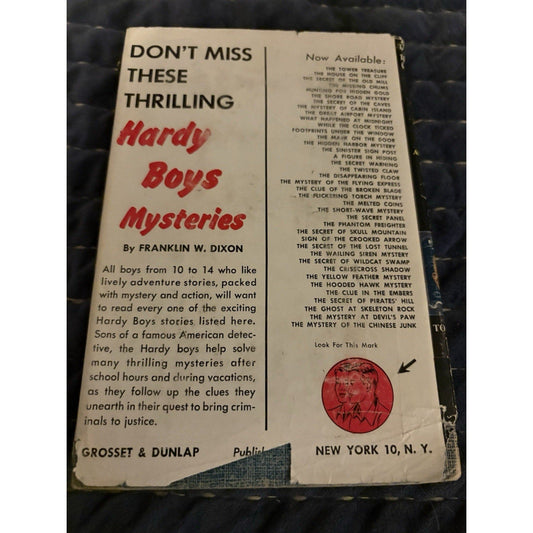 DON'T MISS
THESE
THRILLING
Hardy
Boys
Mysteries
By FRANKLIN W. DIXON
All boys from 10 to 14 who like
lively adventure stories, packed
with mystery and action, will want
to read every one of the exciting
Hardy Boys stories listed here.
Sons of a famous American detec-
tive, the Hardy boys help solve
many thrilling mysteries after
school hours and during vacations,
as they follow up the clues they
unearth in their quest to bring crim-
inals to justice.
Now Available:
THE TOWER TREASURE
THE HOUSE ON THE CLIFF
THE SECRET OF THE OLD MILL
THE MISSING CHUMS
HUNTING FOR HIDDEN GOLD
THE SHORE ROAD MYSTERY
THE SECRET OF THE CAVES
THE MYSTERY OF CABIN ISLAND
THE GREAT AIRPORT MYSTERY
WHAT HAPPENED AT MIDNIGHT
WHILE THE CLOCK TICKED
FOOTPRINTS UNDER THE WINDOW
THE MARK ON THE DOOR
THE HIDDEN HARBOR MYSTERY
THE SINISTER SIGN POST
A FIGURE IN HIDING
THE SECRET WARNING
THE TWISTED CLAW
THE DISAPPEARING FLOOR
THE MYSTERY OF THE FLYING EXPRESS
THE CLUE OF THE BROKEN BLADE
THE FLICKERING TORCH MYSTERY
THE MELTED COINS
THE SHORT-WAVE MYSTERY
THE SECRET PANEL
THE PHANTOM FREIGHTER
THE SECRET OF SKULL MOUNTAIN
SIGN OF THE CROOKED ARROW
THE SECRET OF THE LOST TUNNEL
THE WAILING SIREN MYSTERY
THE SECRET OF WILDCAT SWAMP
THE CRISSCROSS SHADOW
THE YELLOW FEATHER MYSTERY
THE HOODED HAWK MYSTERY
THE CLUE IN THE EMBERS
THE SECRET OF PIRATES' HILL
THE GHOST AT SKELETON ROCK
THE MYSTERY AT DEVIL'S PAW
THE MYSTERY OF THE CHINESE JUNK
Look For This Mark
GROSSET & DUNLAP Publish NEW YORK 10, N. Y.
TO